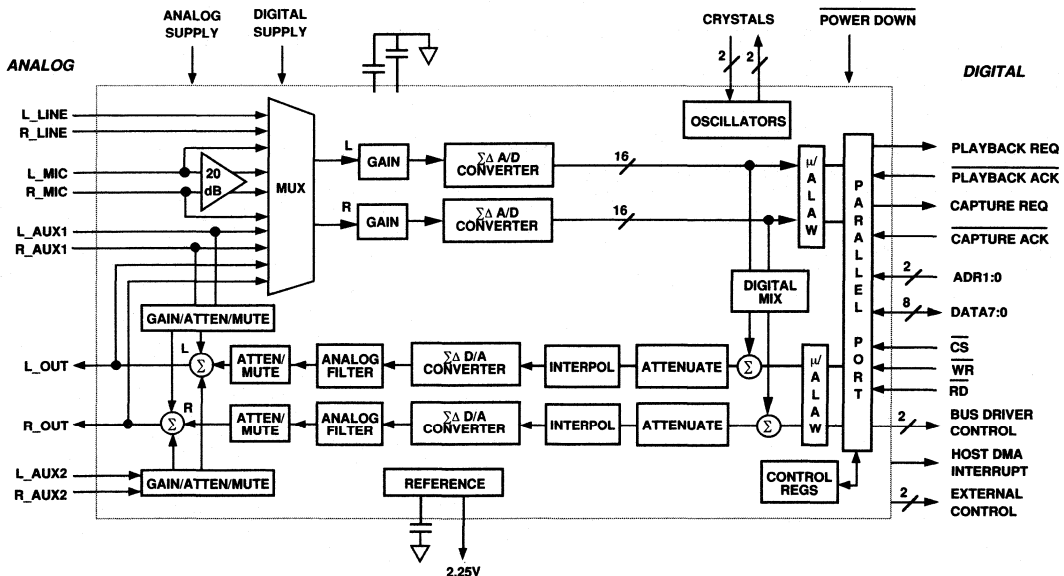 ANALOG
SUPPLY
DIGITAL
SUPPLY
CRYSTALS
POWER DOWN
ANALOG
DIGITAL
2
2
L_LINE
R_LINE
L_MIC
R_MIC
L_AUX1
R_AUX1
20
dB
MUX
L
GAIN
ΣΔ A/D
CONVERTER
16
R
GAIN
ΣΔ A/D
CONVERTER
16
OSCILLATORS
μ/
A
L
A
W
P
A
R
A
L
L
E
L
P
O
R
T
PLAYBACK REQ
PLAYBACK ACK
CAPTURE REQ
CAPTURE ACK
2
ADR1:0
8
DATA7:0
CS
WR
RD
2
BUS DRIVER
CONTROL
HOST DMA
INTERRUPT
2
EXTERNAL
CONTROL
DIGITAL
MIX
GAIN/ATTEN/MUTE
L_OUT
L
Σ
ATTEN/
MUTE
ANALOG
FILTER
ΣΔ D/A
CONVERTER
INTERPOL
ATTENUATE
Σ
μ/
A
L
A
W
R_OUT
R
Σ
ATTEN/
MUTE
ANALOG
FILTER
ΣΔ D/A
CONVERTER
INTERPOL
ATTENUATE
Σ
L_AUX2
R_AUX2
GAIN/ATTEN/MUTE
REFERENCE
CONTROL
REGS
2.25V